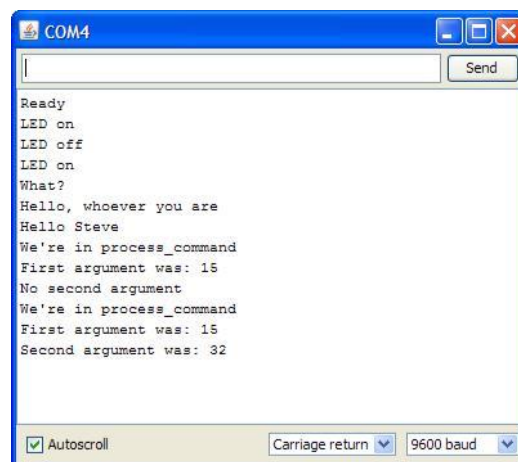 COM4
Send
Ready
LED on
LED off
LED on
What?
Hello, whoever you are
Hello Steve
We're in process_command
First argument was: 15
No second argument
We're in process_command
First argument was: 15
Second argument was: 32
Autoscroll Carriage return 9600 baud